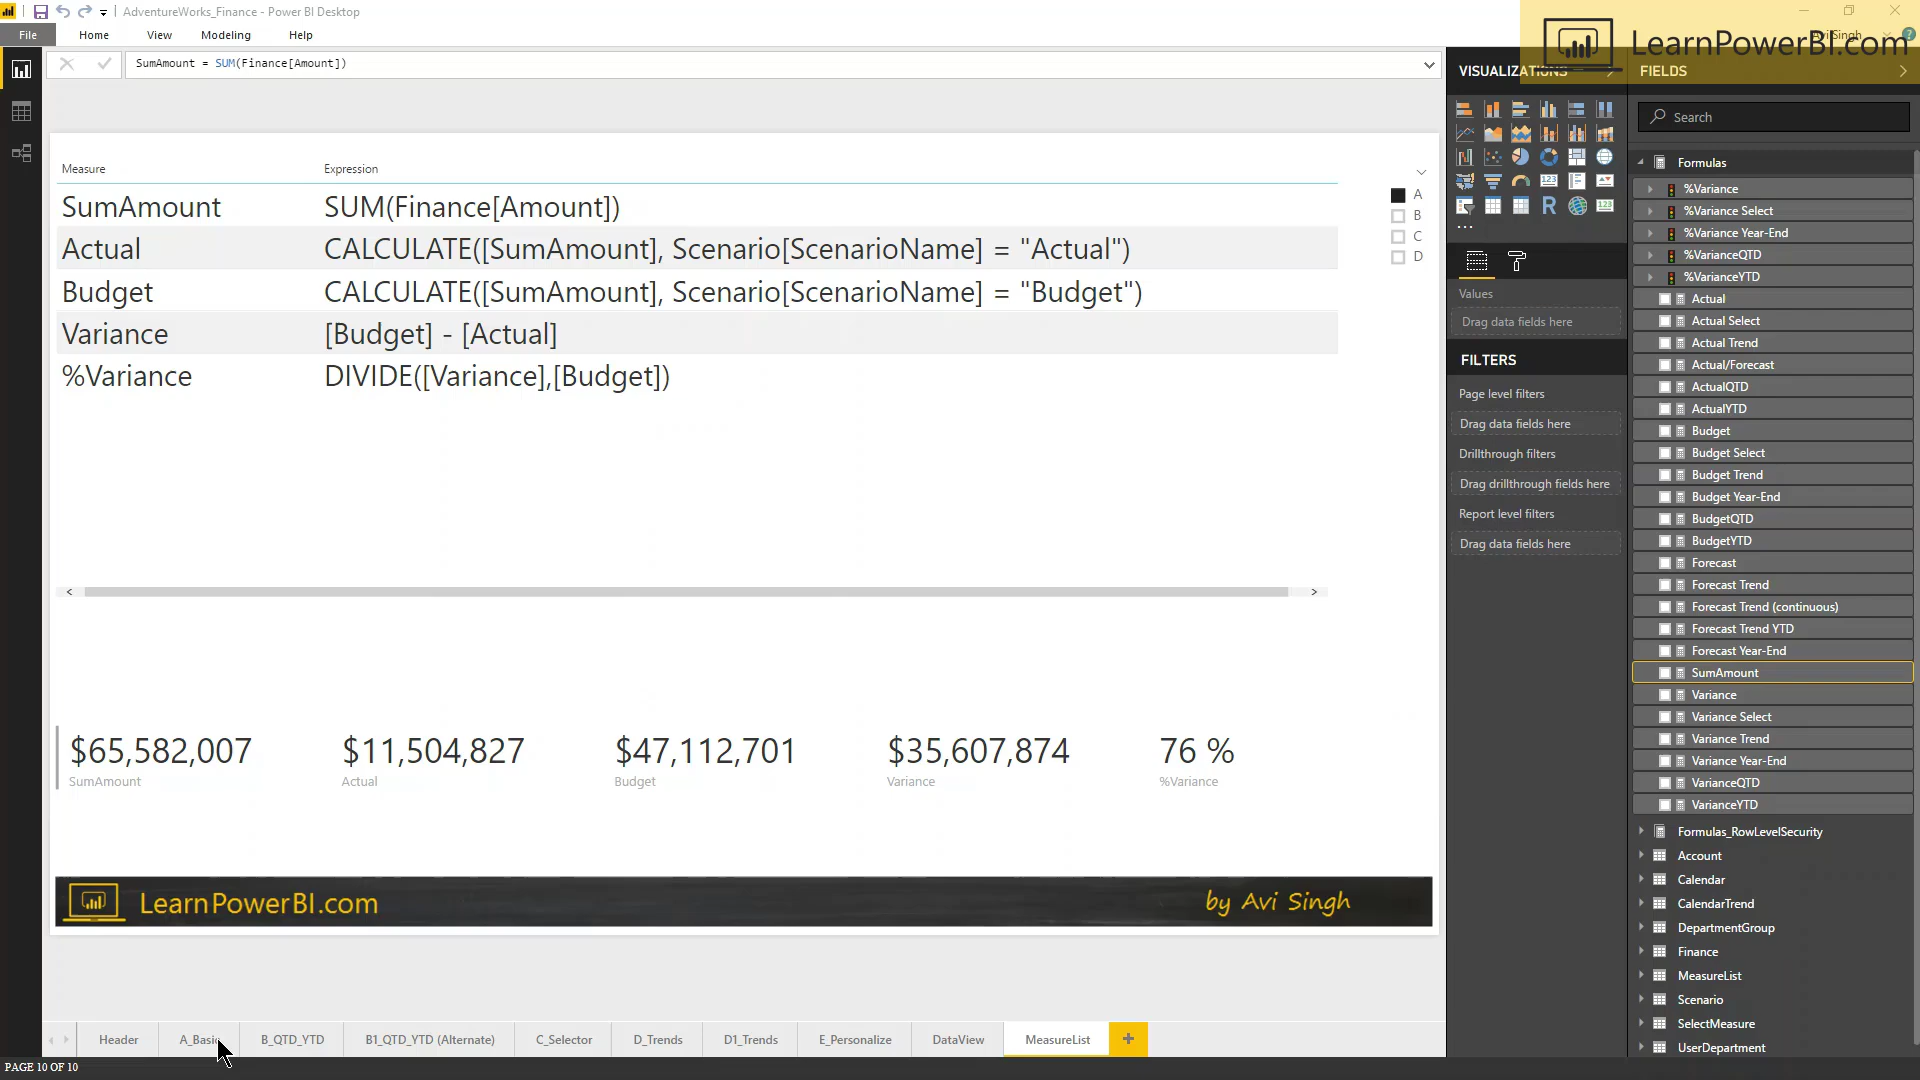 AdventureWorks_Finance - Power BI Desktop
File Home View Modeling Help
LearnPowerBI.com
SumAmount = SUM(Finance[Amount])
VISUALIZATIONS
FIELDS
Search
Measure Expression
SumAmount SUM(Finance[Amount])
Actual CALCULATE([SumAmount], Scenario[ScenarioName] = "Actual")
Budget CALCULATE([SumAmount], Scenario[ScenarioName] = "Budget")
Variance [Budget] - [Actual]
%Variance DIVIDE([Variance],[Budget])
A
B
C
D
$65,582,007 $11,504,827 $47,112,701 $35,607,874 76 %
SumAmount Actual Budget Variance %Variance
LearnPowerBI.com by Avi Singh
Values
Drag data fields here
FILTERS
Page level filters
Drag data fields here
Drillthrough filters
Drag drillthrough fields here
Report level filters
Drag data fields here
Formulas
%Variance
%Variance Select
%Variance Year-End
%VarianceQTD
%VarianceYTD
Actual
Actual Select
Actual Trend
Actual/Forecast
ActualQTD
ActualYTD
Budget
Budget Select
Budget Trend
Budget Year-End
BudgetQTD
BudgetYTD
Forecast
Forecast Trend
Forecast Trend (continuous)
Forecast Trend YTD
Forecast Year-End
SumAmount
Variance
Variance Select
Variance Trend
Variance Year-End
VarianceQTD
VarianceYTD
Formulas_RowLevelSecurity
Account
Calendar
CalendarTrend
DepartmentGroup
Finance
MeasureList
Scenario
SelectMeasure
UserDepartment
Header A_Basic B_QTD_YTD B1_QTD_YTD (Alternate) C_Selector D_Trends D1_Trends E_Personalize DataView MeasureList +
PAGE 10 OF 10